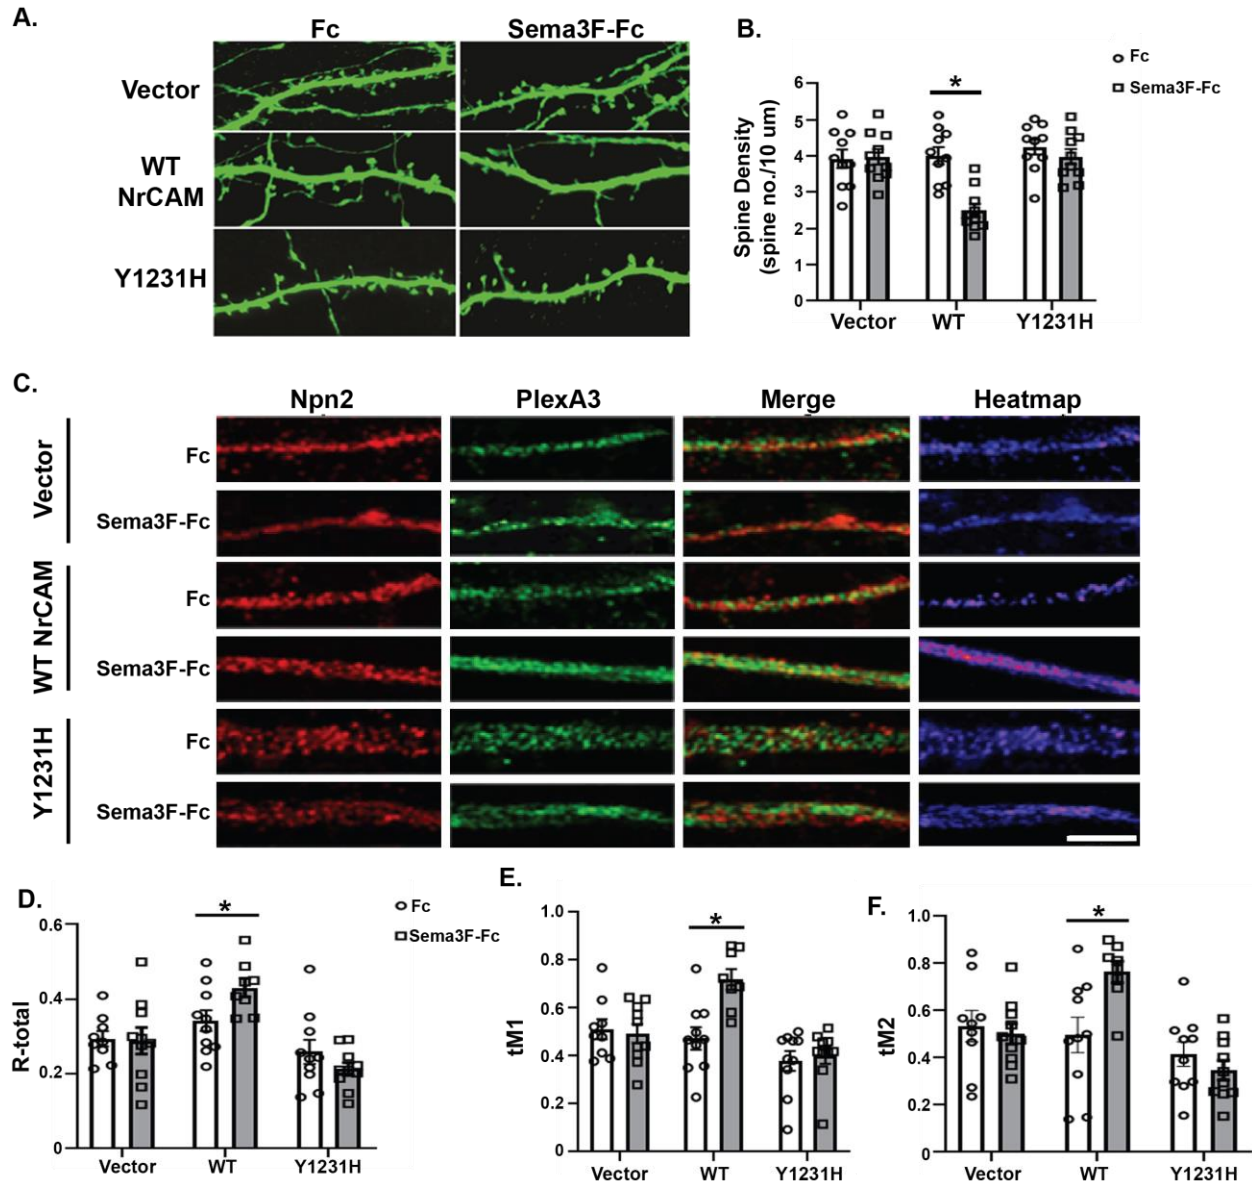 A.
Fc
Sema3F-Fc
Vector
WT
NrCAM
Y1231H
B.
Fc
Sema3F-Fc
*
Spine Density
(spine no./10 um)
6
5
4
3
2
1
0
Vector
WT
Y1231H
C.
Npn2
PlexA3
Merge
Heatmap
Vector
Fc
Sema3F-Fc
WT NrCAM
Fc
Sema3F-Fc
Y1231H
Fc
Sema3F-Fc
D.
Fc
Sema3F-Fc
*
R-total
0.6
0.4
0.2
0
Vector
WT
Y1231H
E.
*
tM1
1.0
0.8
0.6
0.4
0.2
0
Vector
WT
Y1231H
F.
*
tM2
1.0
0.8
0.6
0.4
0.2
0
Vector
WT
Y1231H